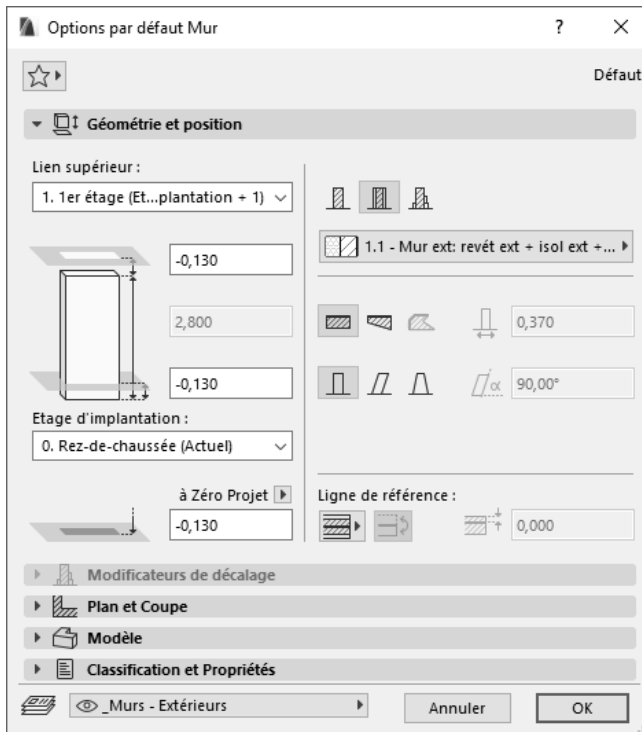 Options par défaut Mur
?
Défaut
Géométrie et position
Lien supérieur :
1. 1er étage (Et...plantation + 1)
-0,130
2,800
-0,130
Etage d'implantation :
0. Rez-de-chaussée (Actuel)
à Zéro Projet
-0,130
1.1 - Mur ext: revét ext + isol ext +...
0,370
α
90,00°
Ligne de référence :
0,000
Modificateurs de décalage
Plan et Coupe
Modèle
Classification et Propriétés
_Murs - Extérieurs
Annuler
OK